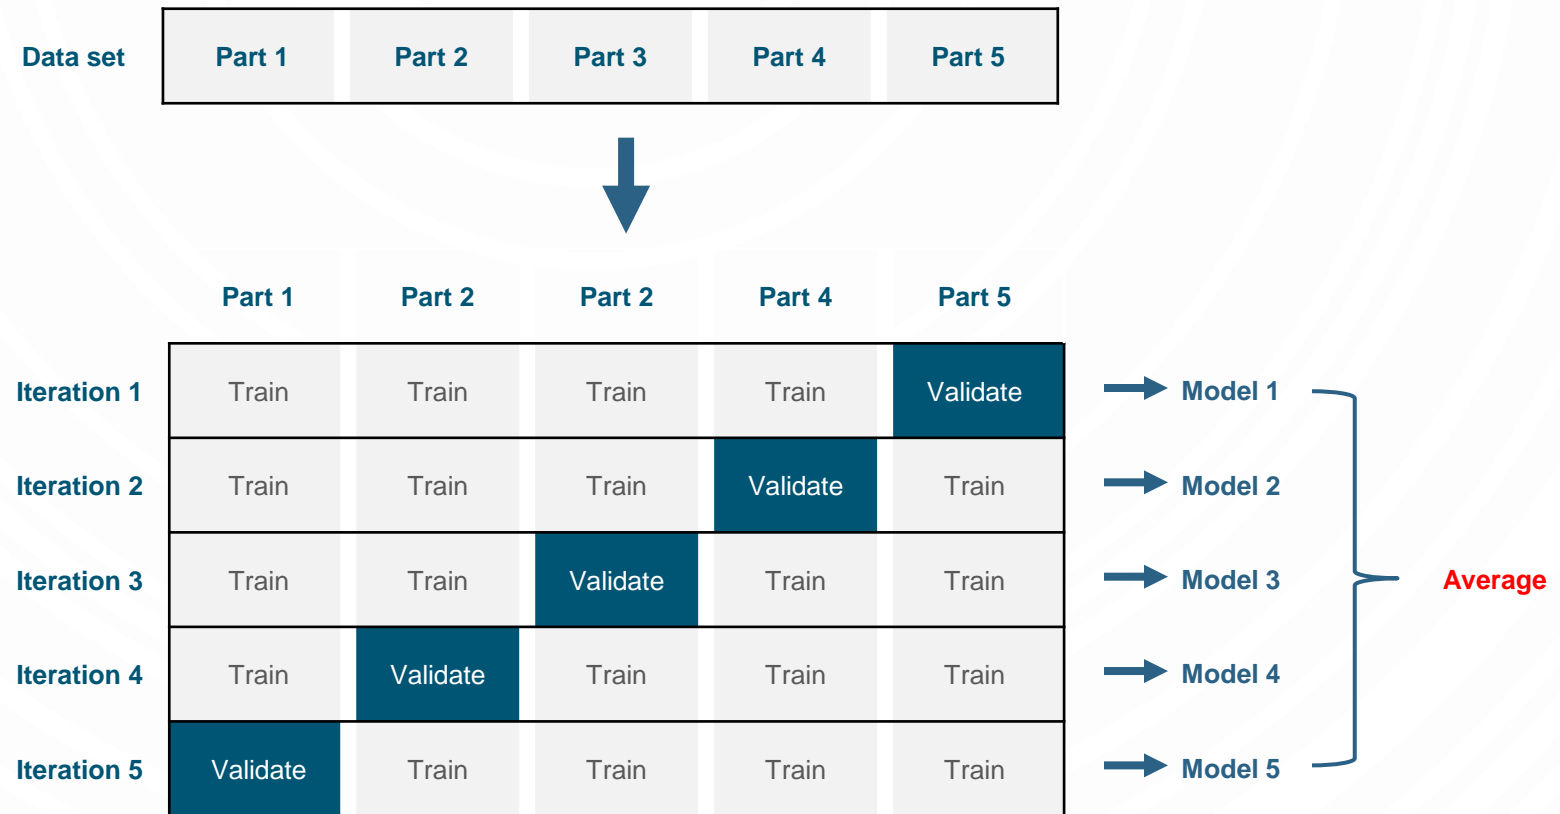 Data set Part 1 Part 2 Part 3 Part 4 Part 5
Part 1 Part 2 Part 2 Part 4 Part 5
Iteration 1 Train Train Train Train Validate Model 1
Iteration 2 Train Train Train Validate Train Model 2
Iteration 3 Train Train Validate Train Train Model 3 Average
Iteration 4 Train Validate Train Train Train Model 4
Iteration 5 Validate Train Train Train Train Model 5